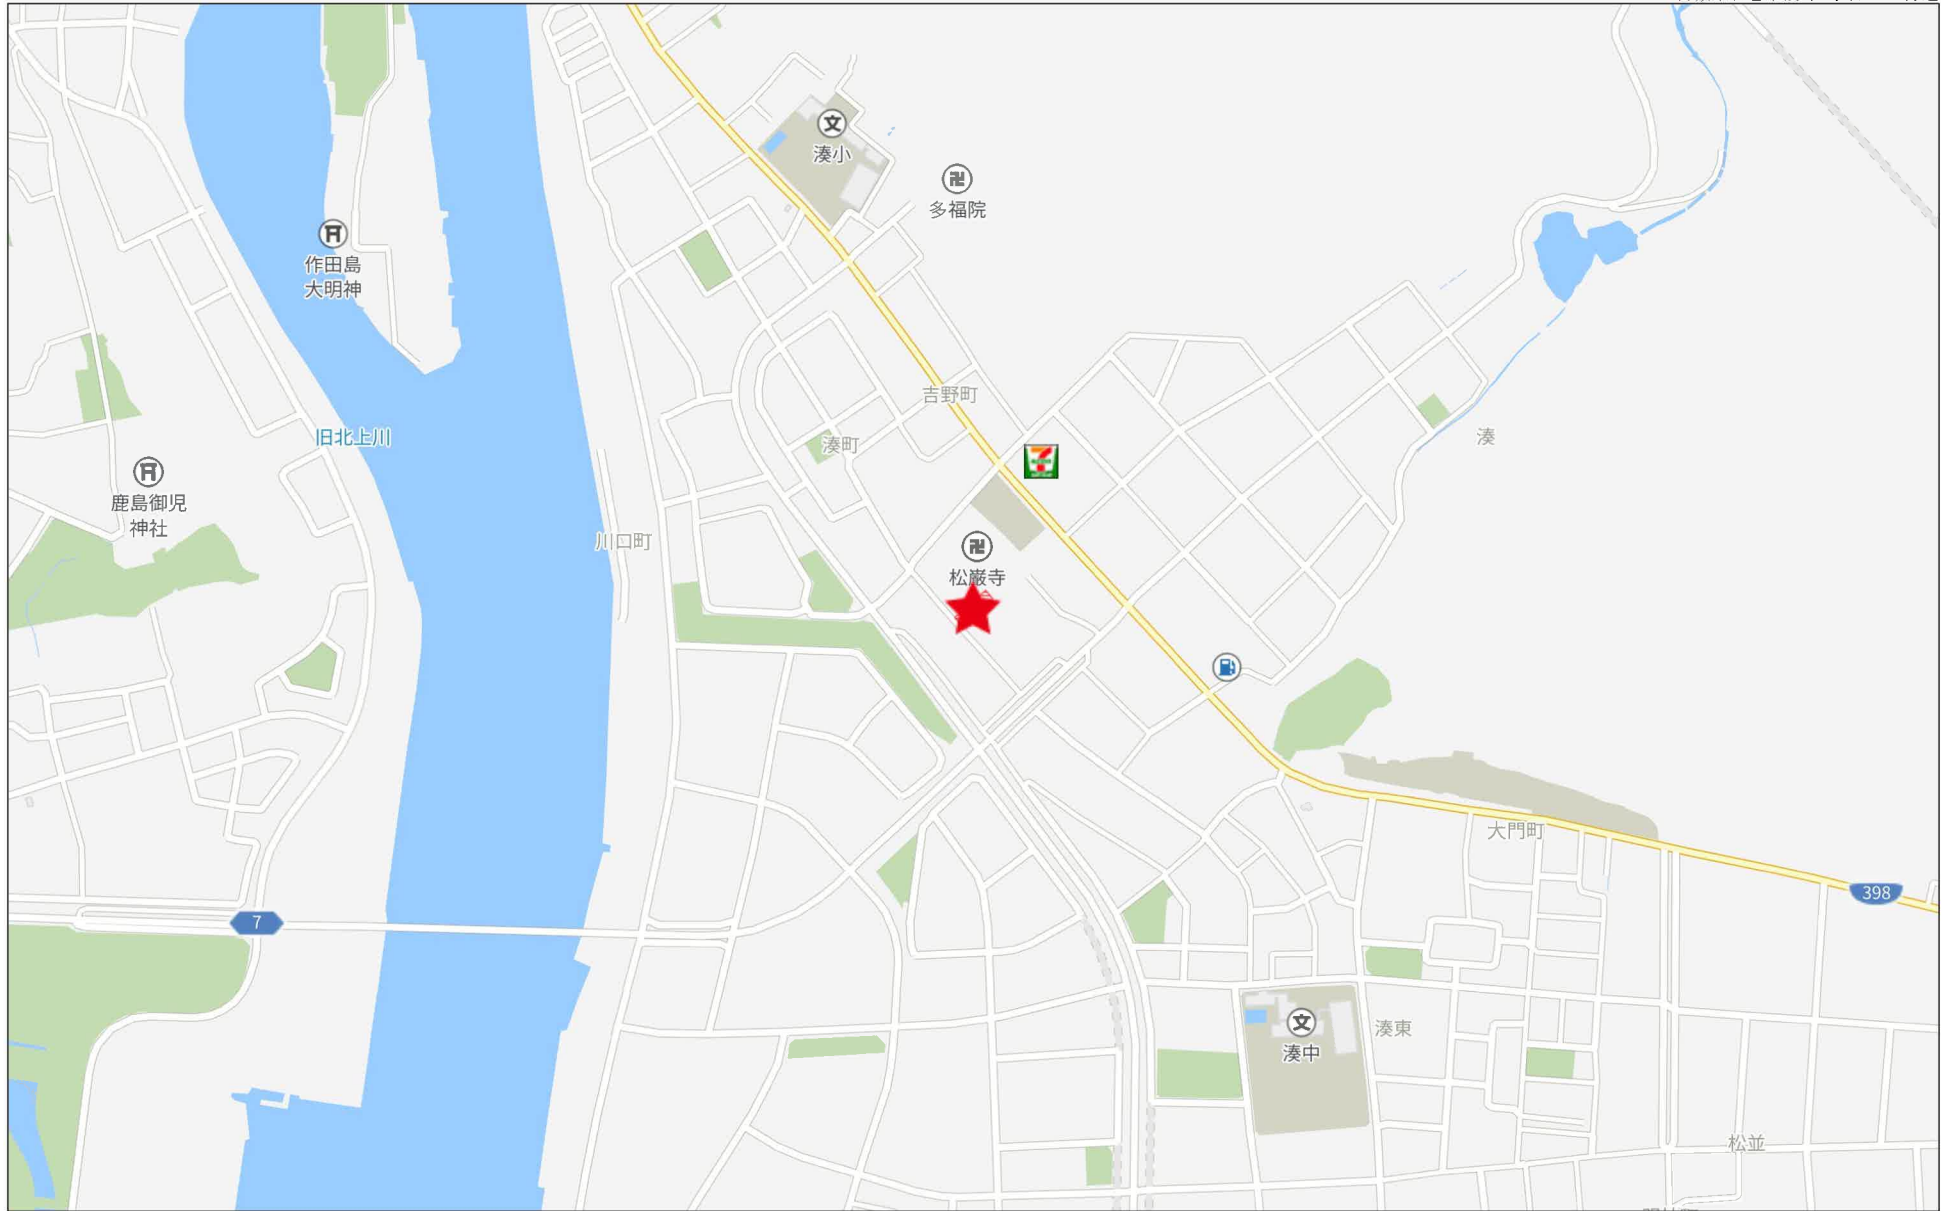 文
湊小
多福院
作田島
大明神
吉野町
旧北上川
湊町
湊
鹿島御児
神社
川口町
松巌寺
大門町
398
7
文
湊中
湊東
松並